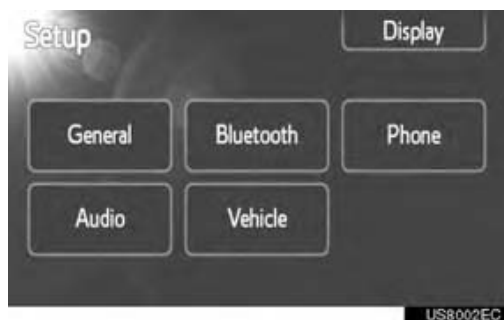 Setup
Display
General
Bluetooth
Phone
Audio
Vehicle
US8002EC